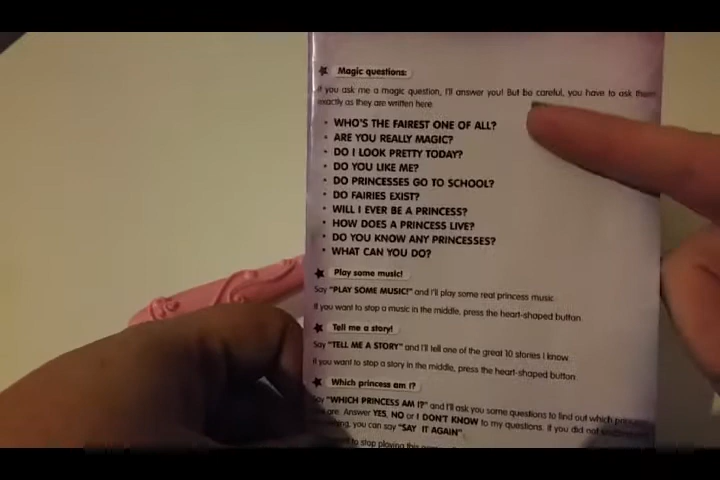 Magic questions:
If you ask me a magic question, I'll answer you! But be careful, you have to ask them
exactly as they are written here.
• WHO'S THE FAIREST ONE OF ALL?
• ARE YOU REALLY MAGIC?
• DO I LOOK PRETTY TODAY?
• DO YOU LIKE ME?
• DO PRINCESSES GO TO SCHOOL?
• DO FAIRIES EXIST?
• WILL I EVER BE A PRINCESS?
• HOW DOES A PRINCESS LIVE?
• DO YOU KNOW ANY PRINCESSES?
• WHAT CAN YOU DO?
Play some music!
Say "PLAY SOME MUSIC!" and I'll play some real princess music.
If you want to stop a music in the middle, press the heart-shaped button.
Tell me a story!
Say "TELL ME A STORY" and I'll tell one of the great 10 stories I know.
If you want to stop a story in the middle, press the heart-shaped button.
Which princess am I?
Say "WHICH PRINCESS AM I?" and I'll ask you some questions to find out which princess
are. Answer YES, NO or I DON'T KNOW to my questions. If you did not
you can say "SAY IT AGAIN".
to stop playing this